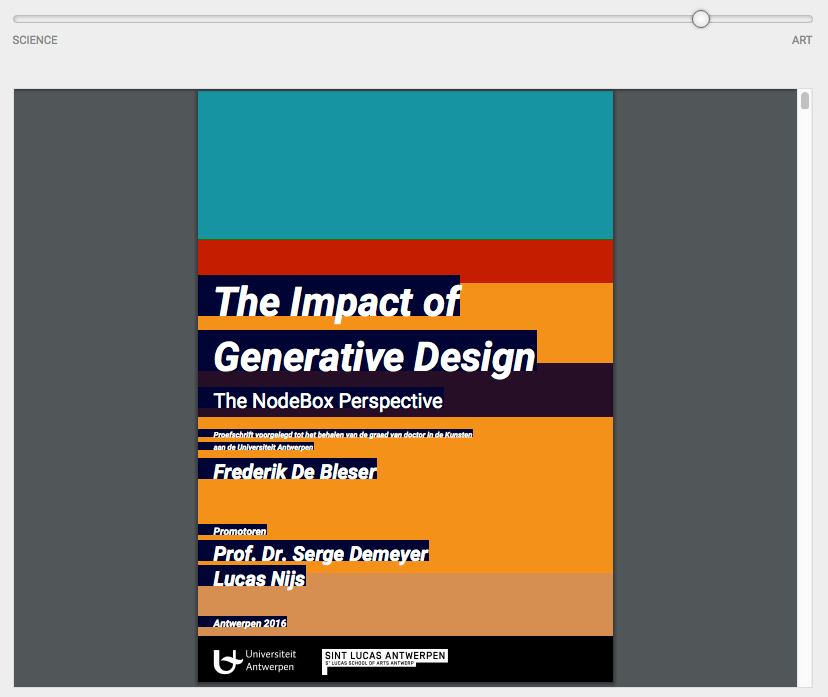 SCIENCE
ART
The Impact of
Generative Design
The NodeBox Perspective
Proefschrift voorgelegd tot het behalen van de graad van doctor in de Kunsten
aan de Universiteit Antwerpen
Frederik De Bleser
Promotoren
Prof. Dr. Serge Demeyer
Lucas Nijs
Antwerpen 2016
Universiteit
Antwerpen
SINT LUCAS ANTWERPEN
ST LUCAS SCHOOL OF ARTS ANTWERP